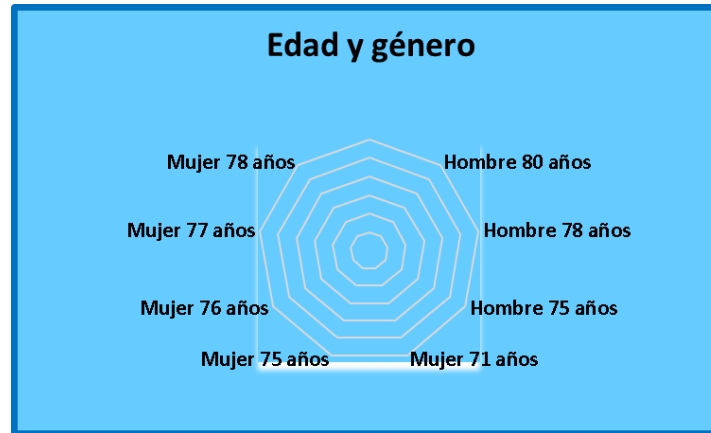 Edad y género
Mujer 78 años
Hombre 80 años
Mujer 77 años
Hombre 78 años
Mujer 76 años
Hombre 75 años
Mujer 75 años
Mujer 71 años